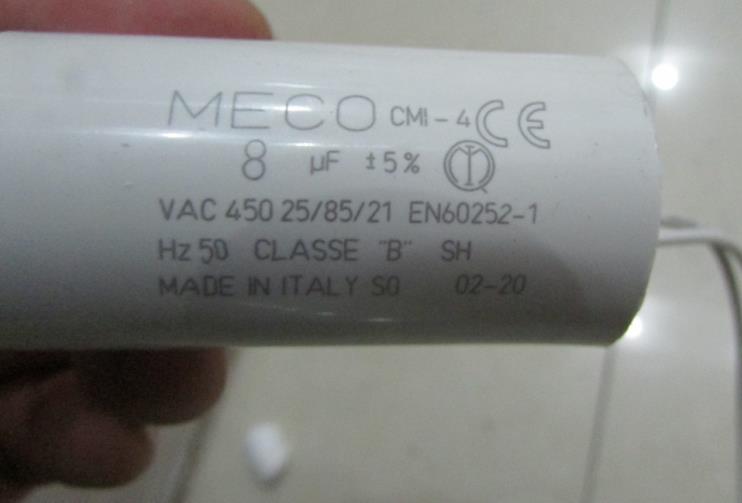 MECO CMI-4 CE
8 µF ±5%
VAC 450 25/85/21 EN60252-1
Hz 50 CLASSE "B" SH
MADE IN ITALY S0 02-20